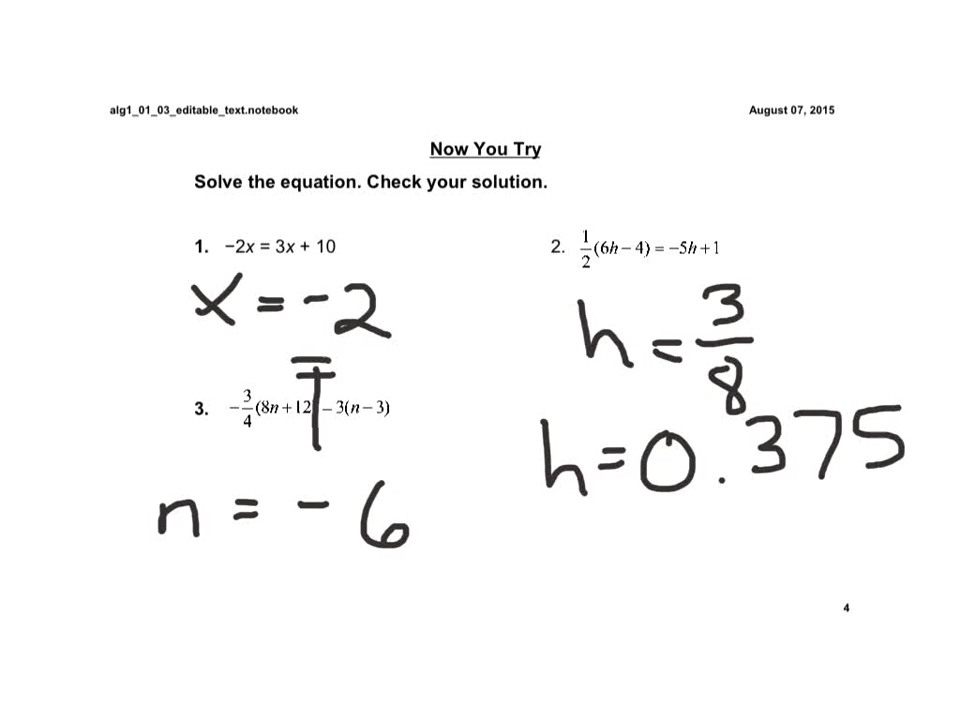 alg1_01_03_editable_text.notebook August 07, 2015
Now You Try
Solve the equation. Check your solution.
1. −2x = 3x + 10 2. 1/2 (6h − 4) = −5h + 1
x = -2 h = 3/8
3. −3/4 (8n + 12 − 3(n − 3)
h = 0.375
n = - 6
4